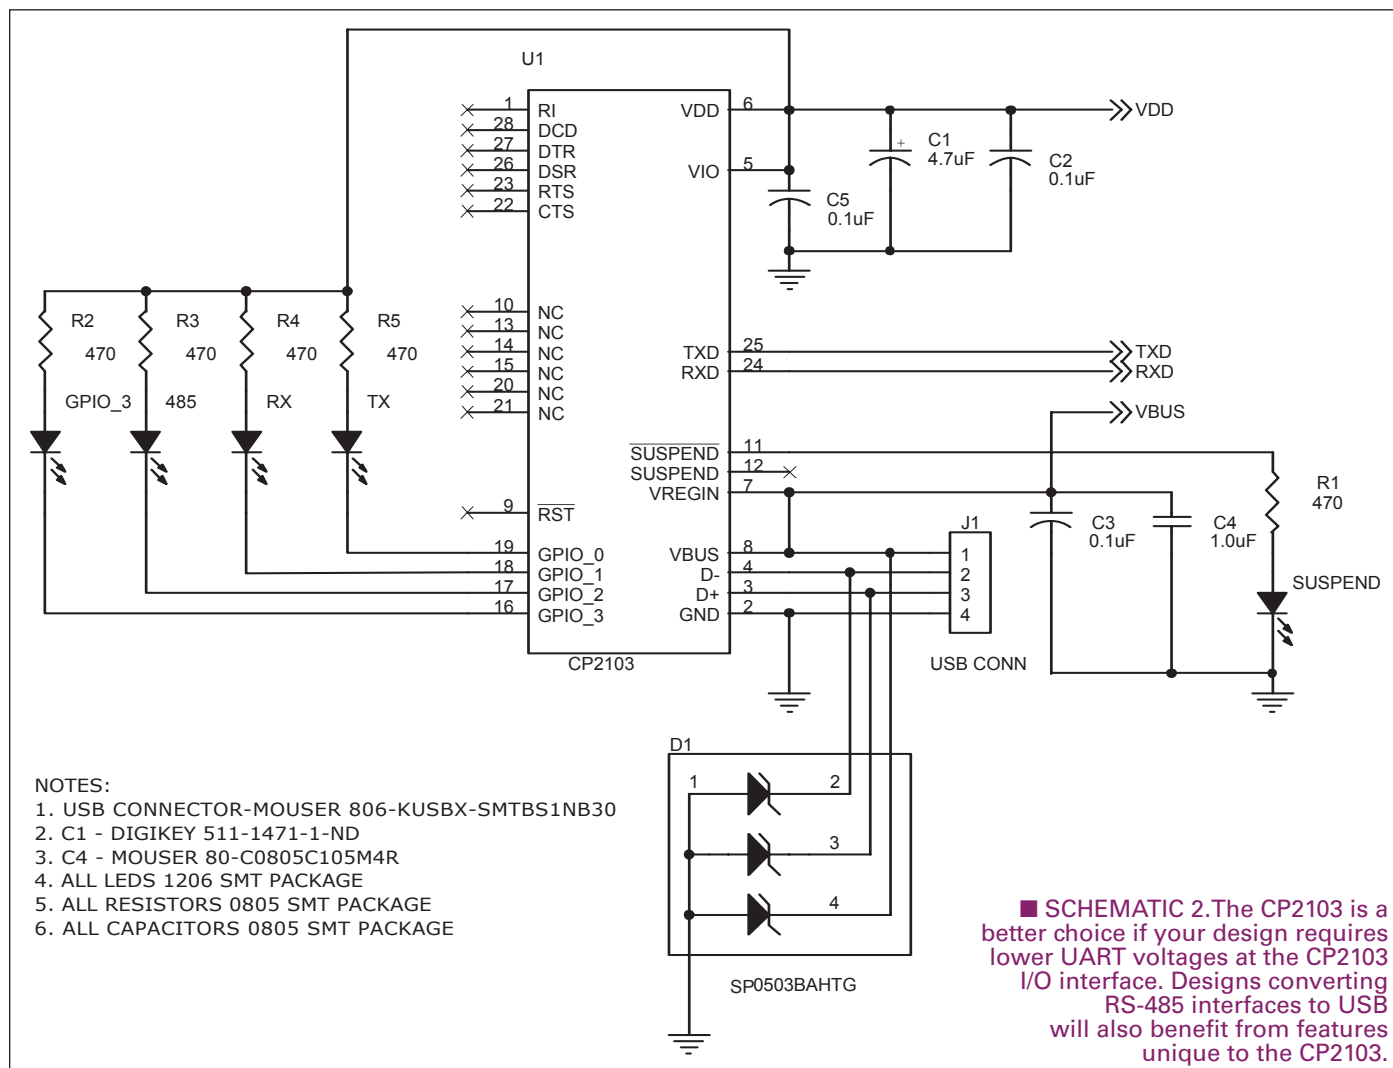 U1
1 RI
28 DCD
27 DTR
26 DSR
23 RTS
22 CTS
10 NC
13 NC
14 NC
15 NC
20 NC
21 NC
9 RST
19 GPIO_0
18 GPIO_1
17 GPIO_2
16 GPIO_3
VDD 6
VIO 5
TXD 25
RXD 24
SUSPEND 11
SUSPEND 12
VREGIN 7
VBUS 8
D- 4
D+ 3
GND 2
CP2103
VDD
C1
+
4.7uF
C2
0.1uF
C5
0.1uF
R2
470
R3
470
R4
470
R5
470
GPIO_3
485
RX
TX
TXD
RXD
VBUS
R1
470
C3
0.1uF
C4
1.0uF
SUSPEND
J1
1
2
3
4
USB CONN
D1
1
2
3
4
SP0503BAHTG
NOTES:
1. USB CONNECTOR-MOUSER 806-KUSBX-SMTBS1NB30
2. C1 - DIGIKEY 511-1471-1-ND
3. C4 - MOUSER 80-C0805C105M4R
4. ALL LEDS 1206 SMT PACKAGE
5. ALL RESISTORS 0805 SMT PACKAGE
6. ALL CAPACITORS 0805 SMT PACKAGE
■ SCHEMATIC 2.The CP2103 is a
better choice if your design requires
lower UART voltages at the CP2103
I/O interface. Designs converting
RS-485 interfaces to USB
will also benefit from features
unique to the CP2103.